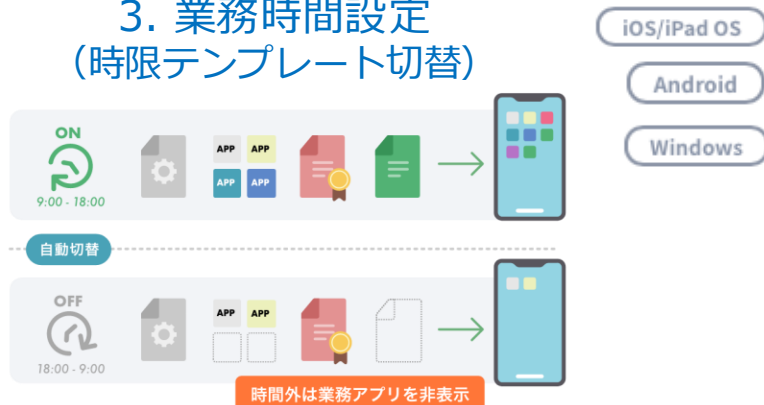 3. 業務時間設定
（時限テンプレート切替）
iOS/iPad OS
Android
Windows
ON
9:00 - 18:00
APP APP
APP APP
自動切替
OFF
18:00 - 9:00
APP APP
時間外は業務アプリを非表示